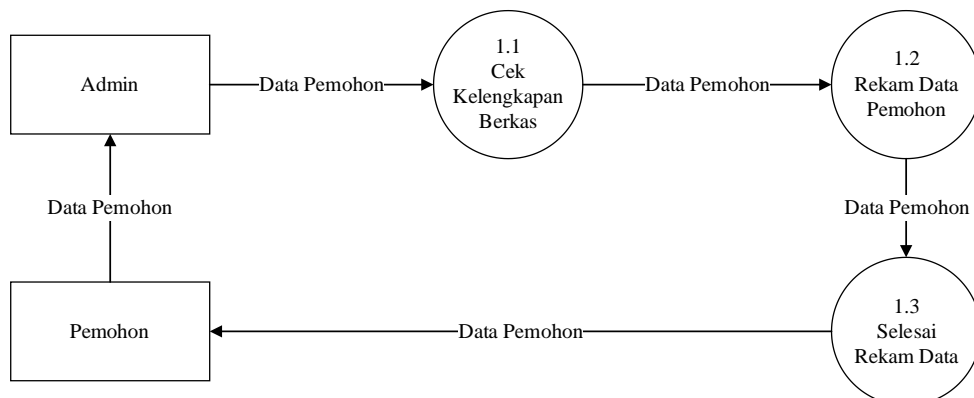 Admin
Data Pemohon
1.1
Cek
Kelengkapan
Berkas
Data Pemohon
1.2
Rekam Data
Pemohon
Data Pemohon
Data Pemohon
Pemohon
Data Pemohon
1.3
Selesai
Rekam Data